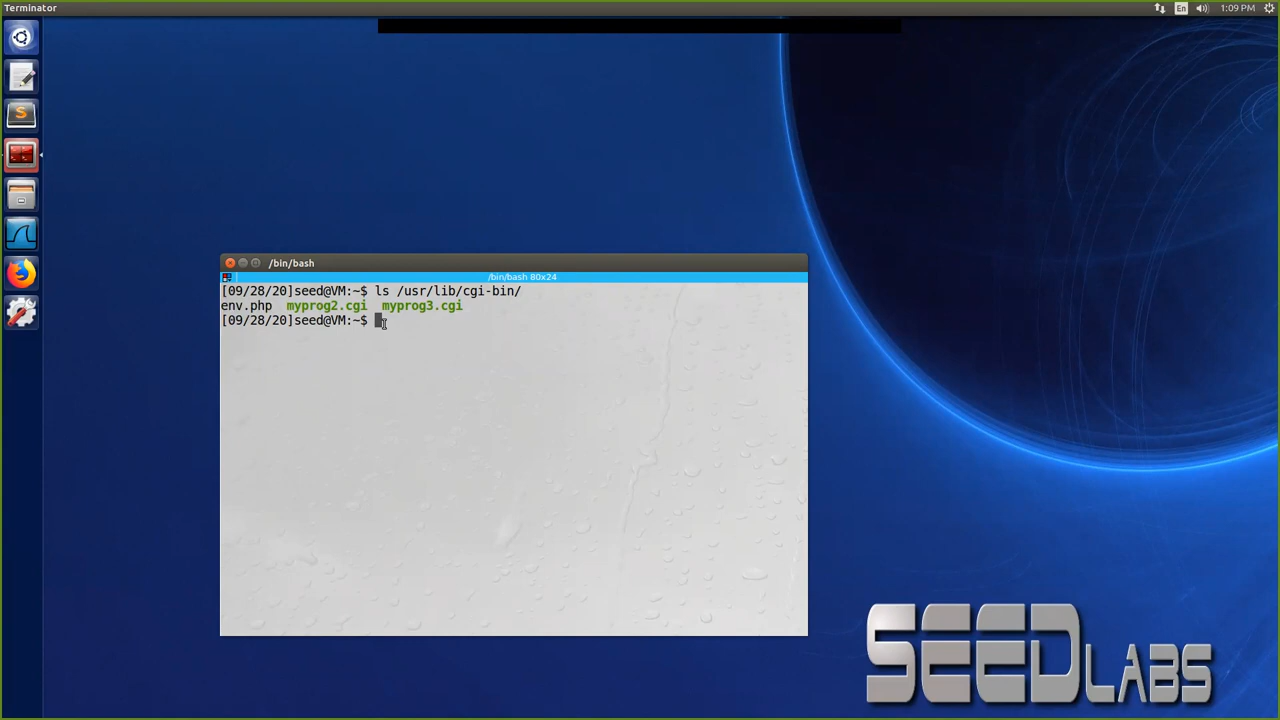 Terminator
En
1:09 PM
/bin/bash
/bin/bash 80x24
[09/28/20]seed@VM:~$ ls /usr/lib/cgi-bin/
env.php  myprog2.cgi  myprog3.cgi
[09/28/20]seed@VM:~$
SEEDLABS